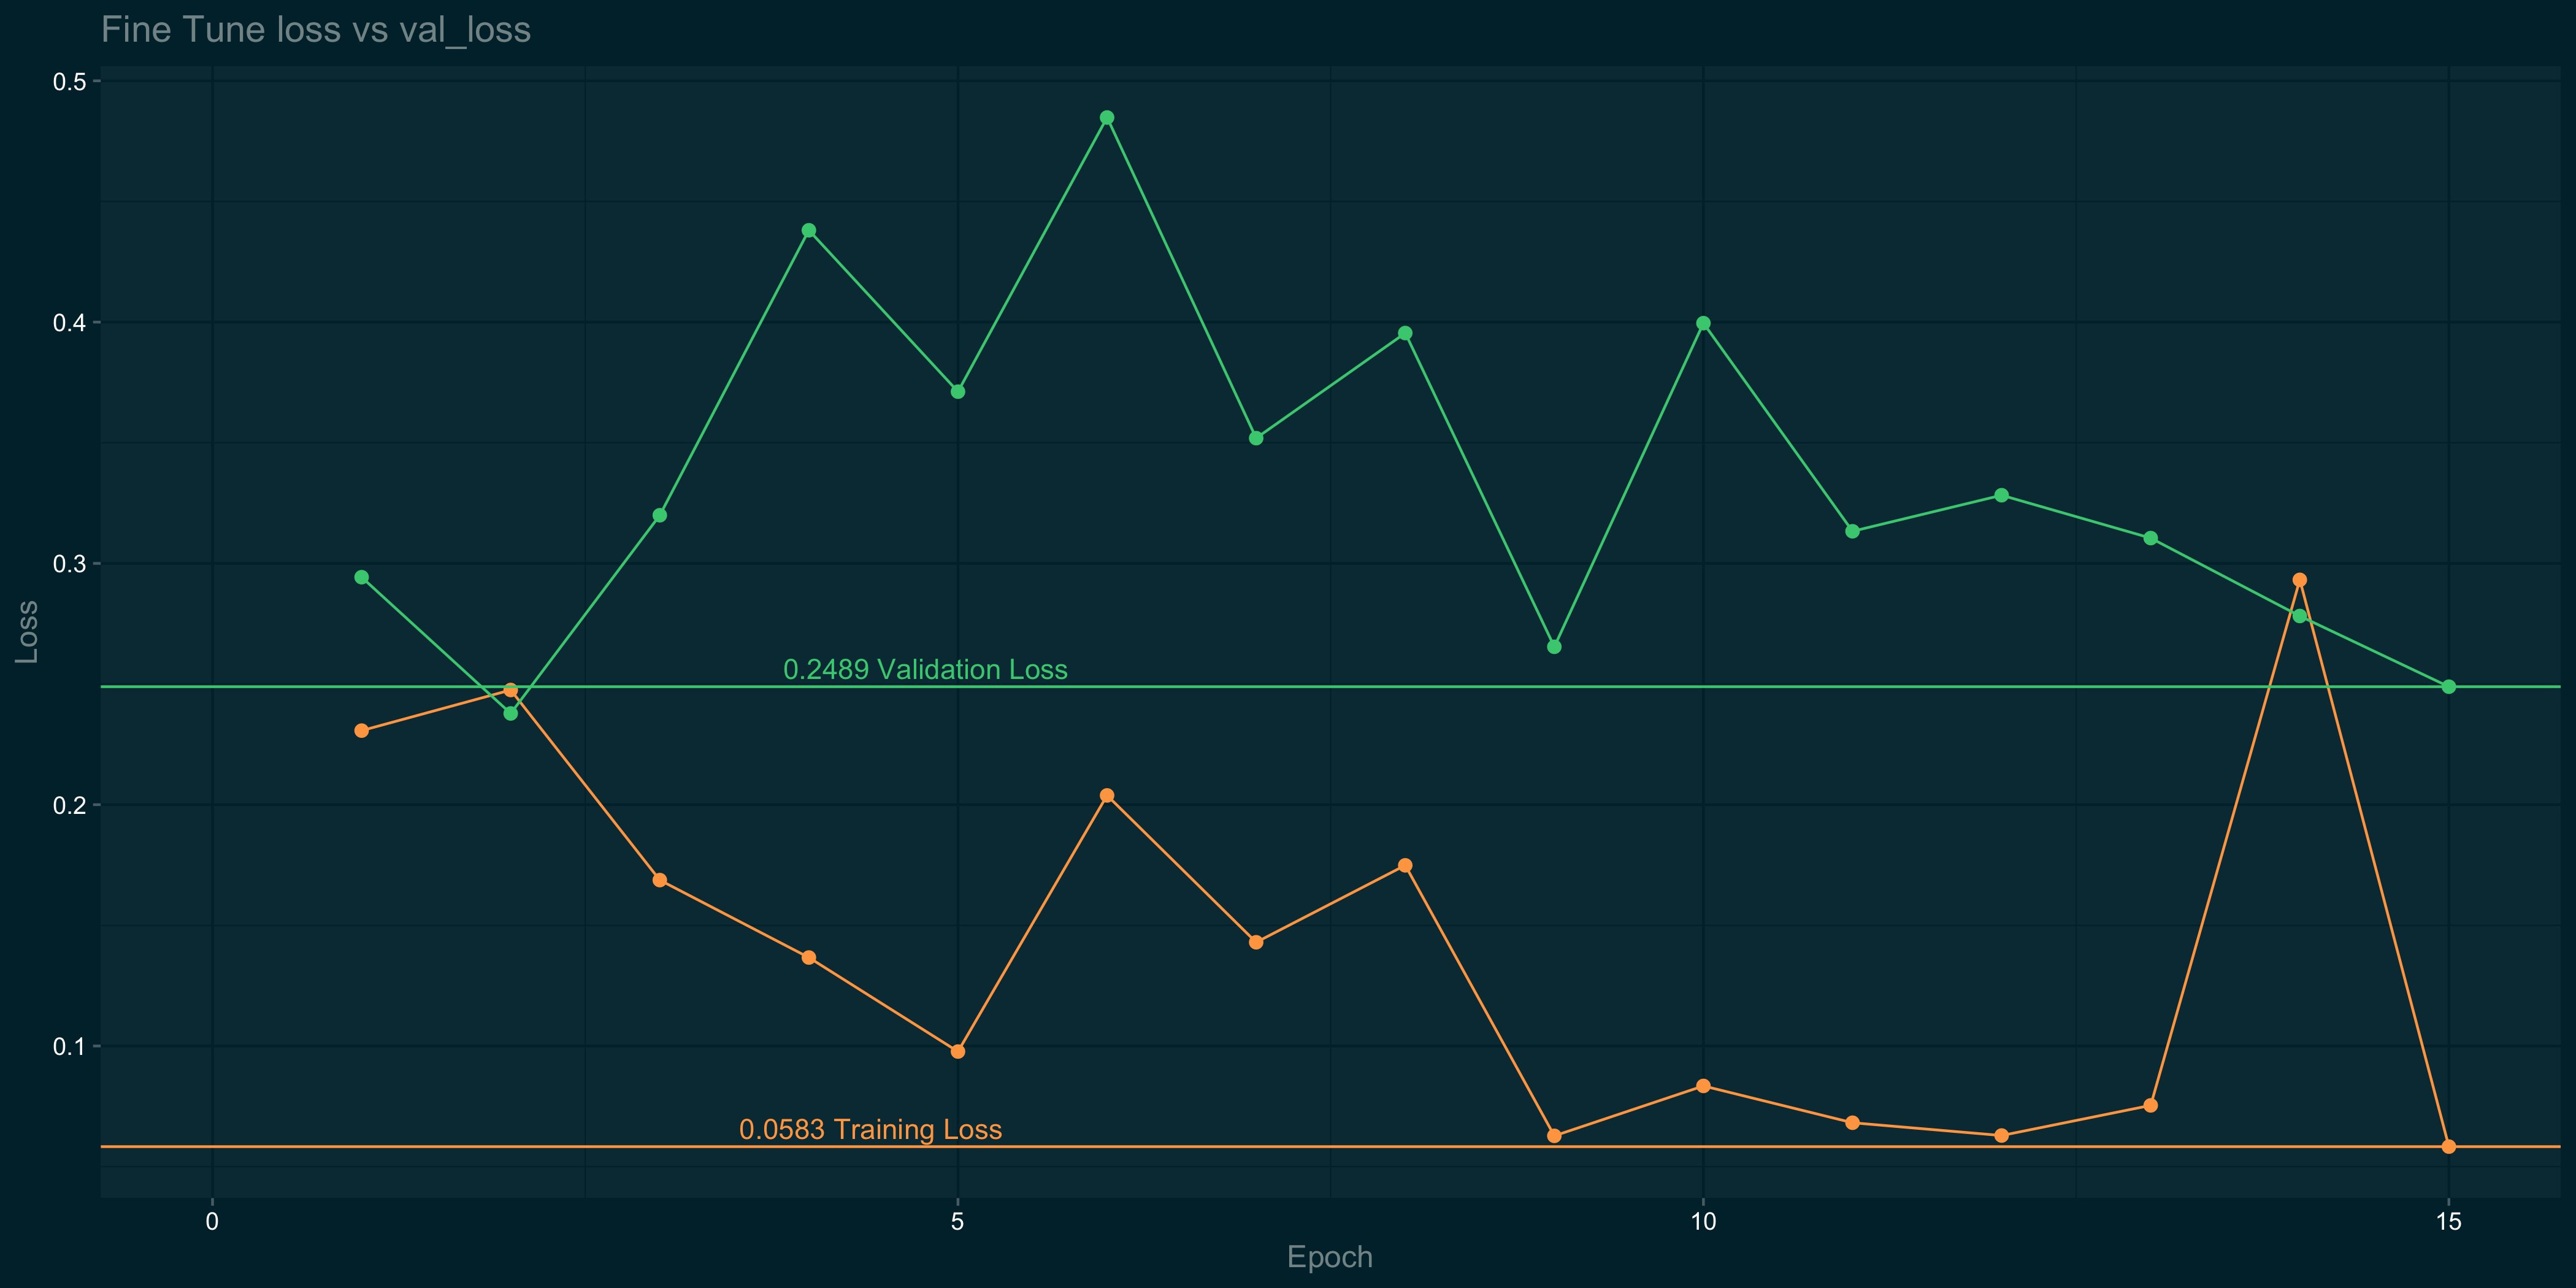 Fine Tune loss vs val_loss
0.5
0.4
0.3
0.2
0.1
Loss
0.2489 Validation Loss
0.0583 Training Loss
0
5
10
15
Epoch